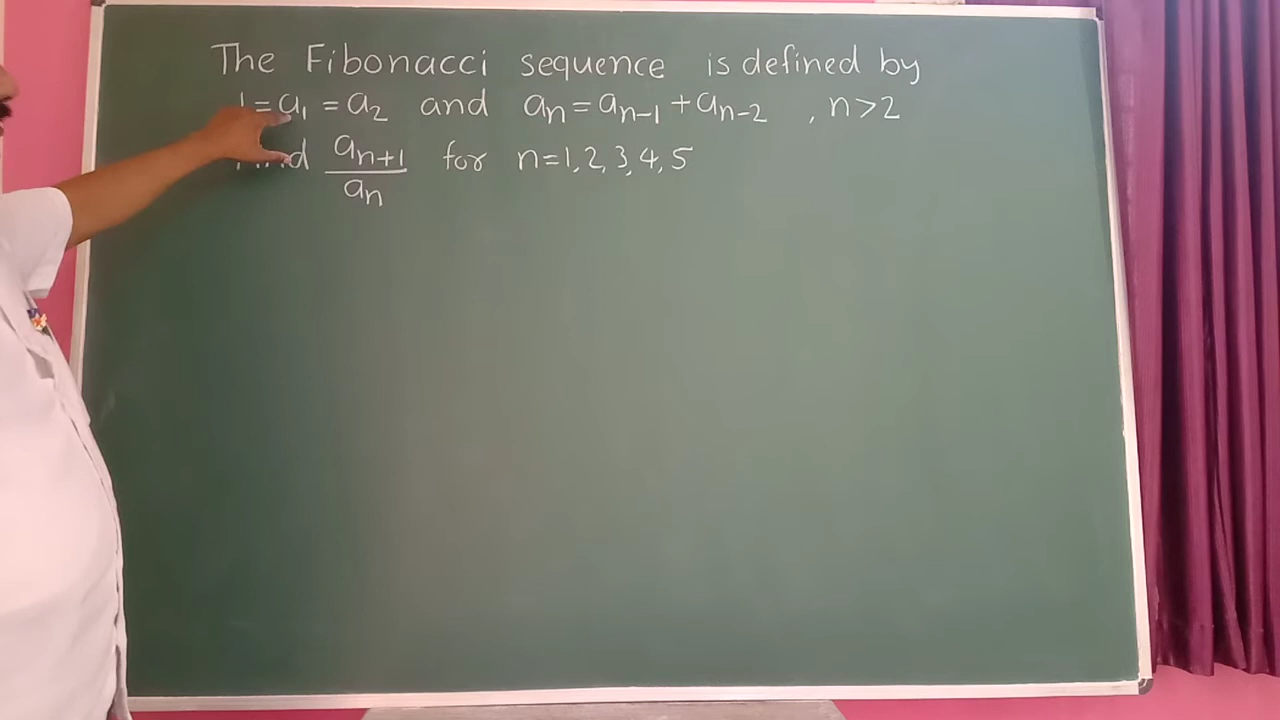 The Fibonacci sequence is defined by
1 = a₁ = a₂ and aₙ = aₙ₋₁ + aₙ₋₂ , n > 2
aₙ₊₁/aₙ for n = 1, 2, 3, 4, 5